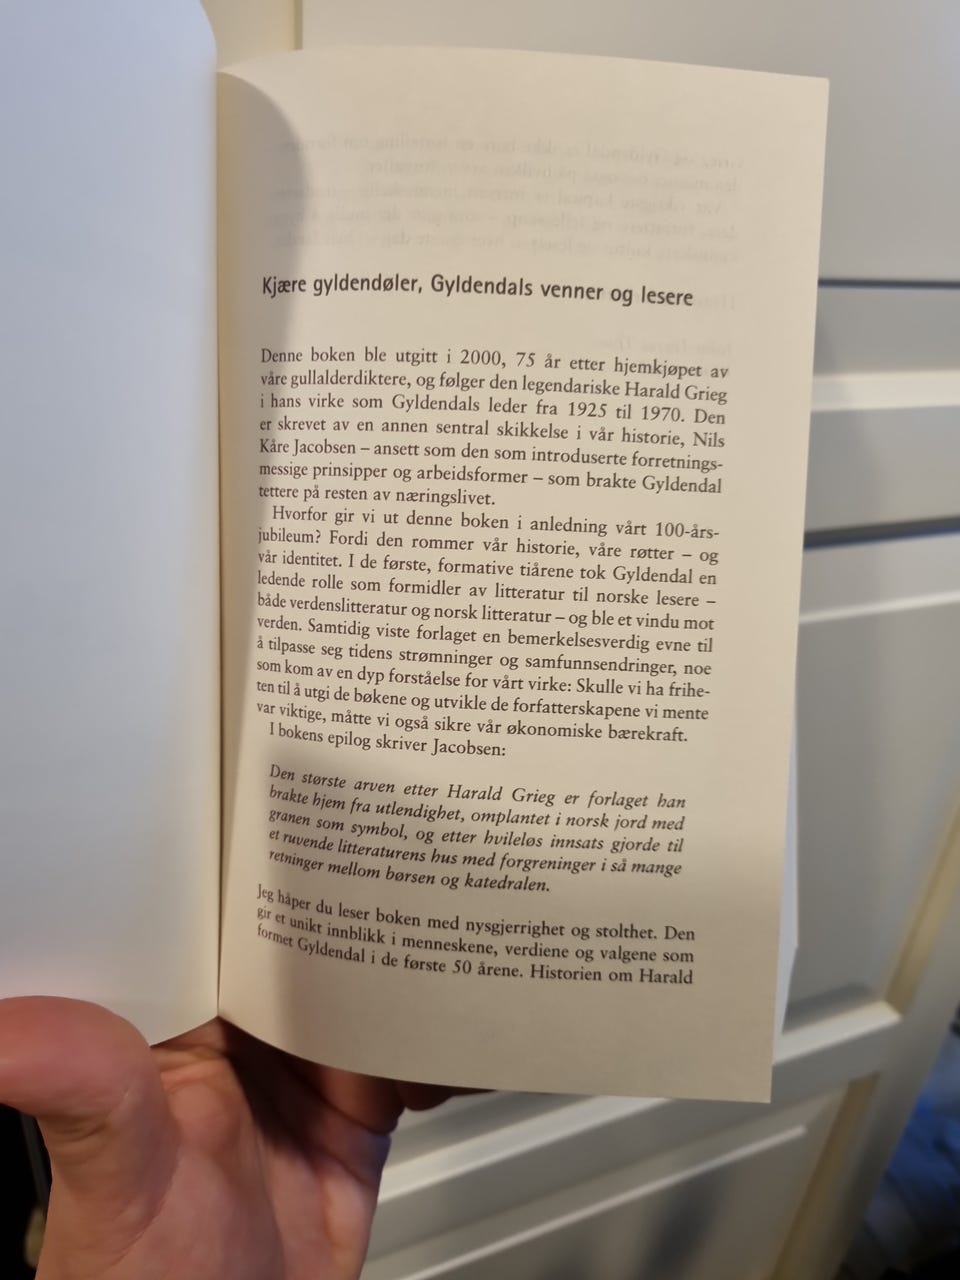 Kjære gyldendøler, Gyldendals venner og lesere
Denne boken ble utgitt i 2000, 75 år etter hjemkjøpet av
våre gullalderdiktere, og følger den legendariske Harald Grieg
i hans virke som Gyldendals leder fra 1925 til 1970. Den
er skrevet av en annen sentral skikkelse i vår historie, Nils
Kåre Jacobsen – ansett som den som introduserte forretnings-
messige prinsipper og arbeidsformer – som brakte Gyldendal
tettere på resten av næringslivet.
Hvorfor gir vi ut denne boken i anledning vårt 100-års-
jubileum? Fordi den rommer vår historie, våre røtter – og
vår identitet. I de første, formative tiårene tok Gyldendal en
ledende rolle som formidler av litteratur til norske lesere –
både verdenslitteratur og norsk litteratur – og ble et vindu mot
verden. Samtidig viste forlaget en bemerkelsesverdig evne til
å tilpasse seg tidens strømninger og samfunnsendringer, noe
som kom av en dyp forståelse for vårt virke: Skulle vi ha frihe-
ten til å utgi de bøkene og utvikle de forfatterskapene vi mente
var viktige, måtte vi også sikre vår økonomiske bærekraft.
I bokens epilog skriver Jacobsen:
Den største arven etter Harald Grieg er forlaget han
brakte hjem fra utlendighet, omplantet i norsk jord med
granen som symbol, og etter hvileløs innsats gjorde til
et ruvende litteraturens hus med forgreninger i så mange
retninger mellom børsen og katedralen.
Jeg håper du leser boken med nysgjerrighet og stolthet. Den
gir et unikt innblikk i menneskene, verdiene og valgene som
formet Gyldendal i de første 50 årene. Historien om Harald